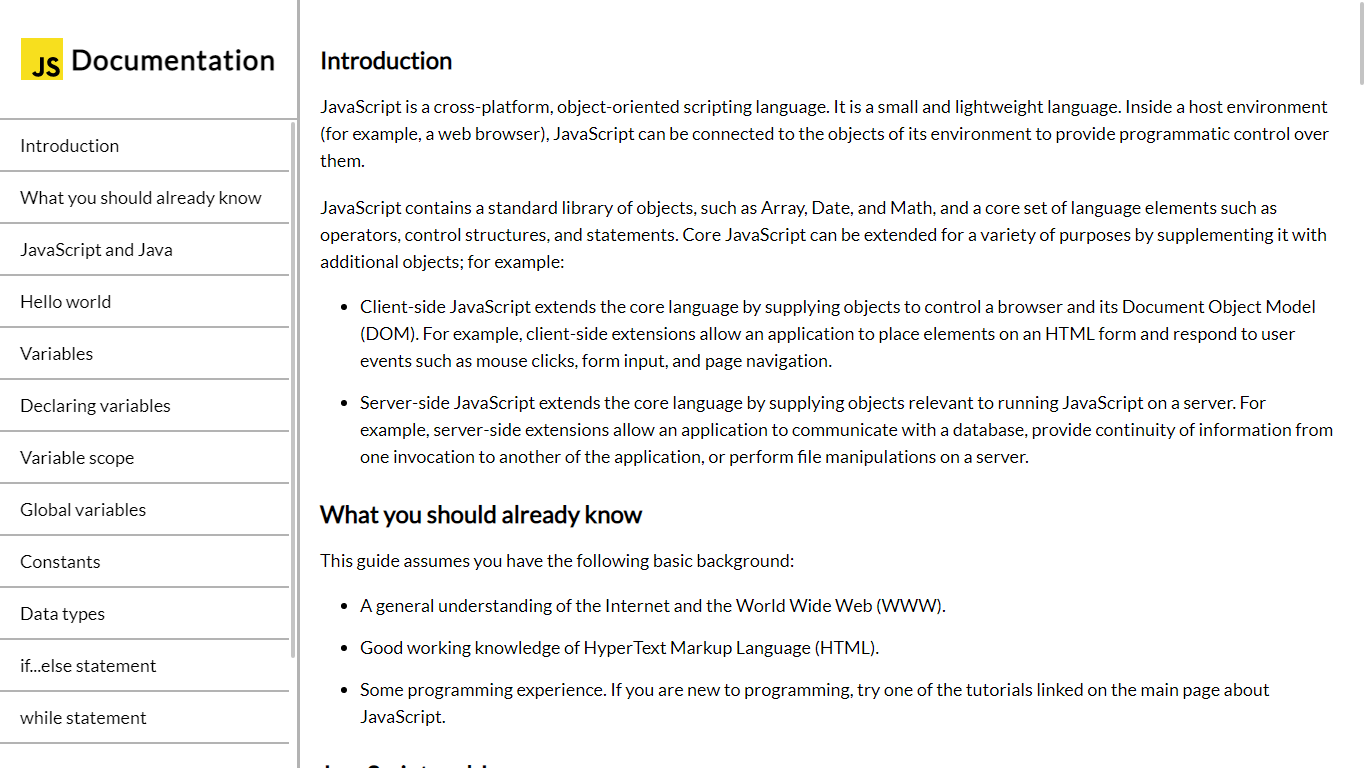 JS Documentation
Introduction
What you should already know
JavaScript and Java
Hello world
Variables
Declaring variables
Variable scope
Global variables
Constants
Data types
if...else statement
while statement
Introduction
JavaScript is a cross-platform, object-oriented scripting language. It is a small and lightweight language. Inside a host environment
(for example, a web browser), JavaScript can be connected to the objects of its environment to provide programmatic control over
them.
JavaScript contains a standard library of objects, such as Array, Date, and Math, and a core set of language elements such as
operators, control structures, and statements. Core JavaScript can be extended for a variety of purposes by supplementing it with
additional objects; for example:
• Client-side JavaScript extends the core language by supplying objects to control a browser and its Document Object Model
(DOM). For example, client-side extensions allow an application to place elements on an HTML form and respond to user
events such as mouse clicks, form input, and page navigation.
• Server-side JavaScript extends the core language by supplying objects relevant to running JavaScript on a server. For
example, server-side extensions allow an application to communicate with a database, provide continuity of information from
one invocation to another of the application, or perform file manipulations on a server.
What you should already know
This guide assumes you have the following basic background:
• A general understanding of the Internet and the World Wide Web (WWW).
• Good working knowledge of HyperText Markup Language (HTML).
• Some programming experience. If you are new to programming, try one of the tutorials linked on the main page about
JavaScript.